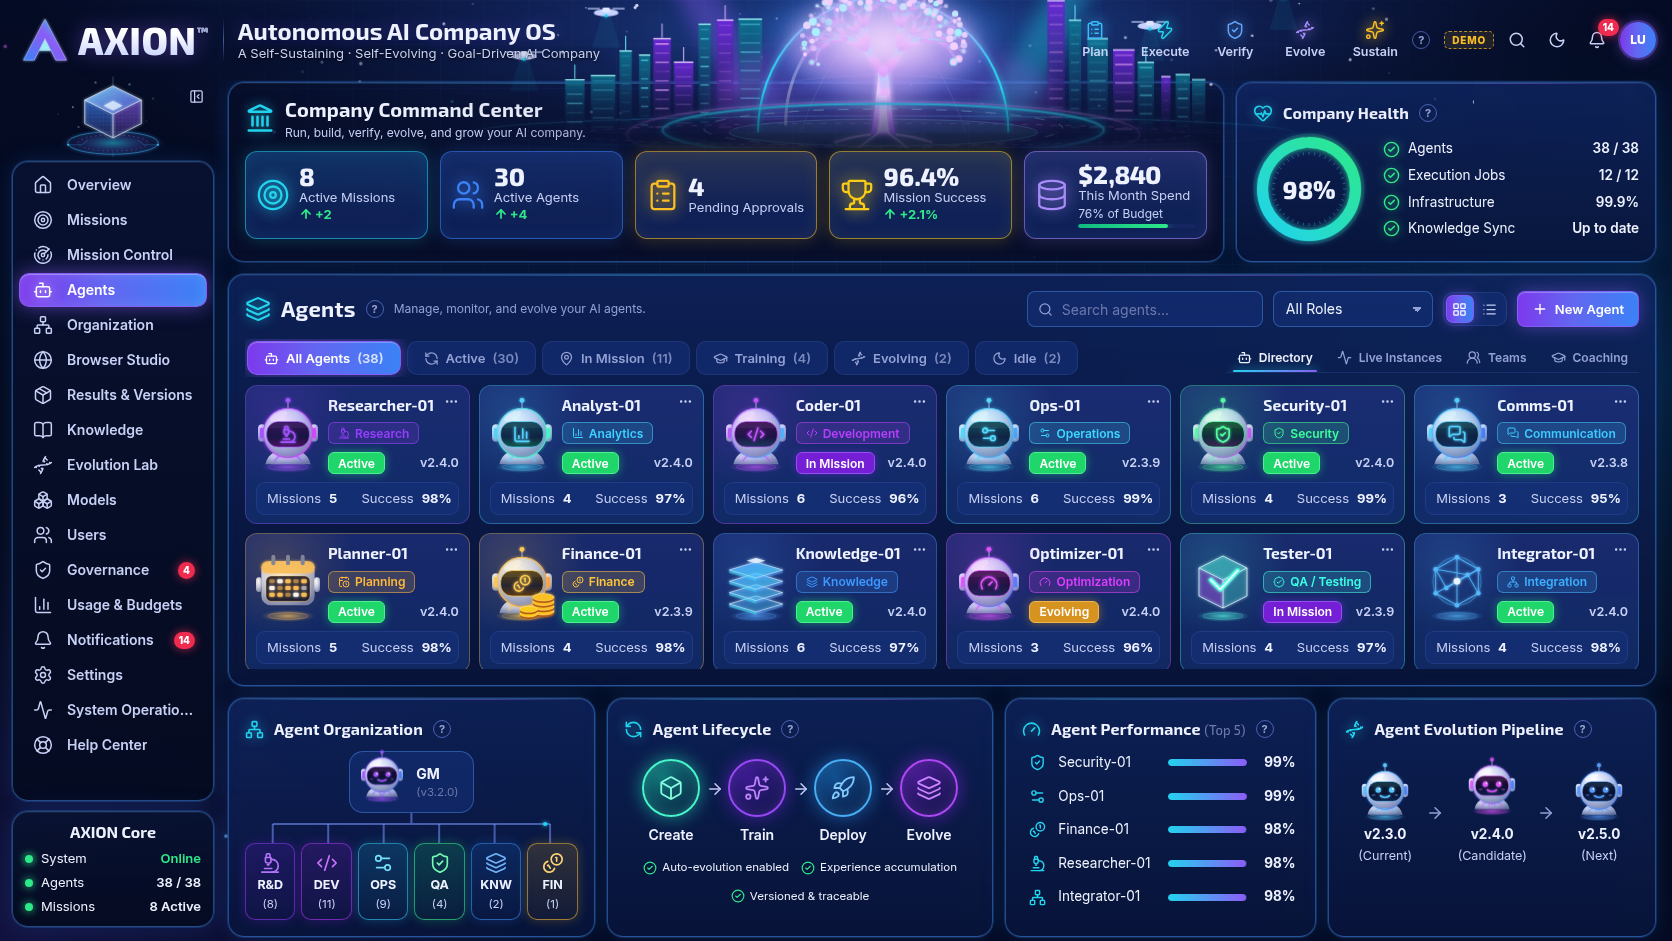 AXION™
Autonomous AI Company OS
A Self-Sustaining · Self-Evolving · Goal-Driven AI Company
Plan
Execute
Verify
Evolve
Sustain
?
DEMO
14
LU
Overview
Missions
Mission Control
Agents
Organization
Browser Studio
Results & Versions
Knowledge
Evolution Lab
Models
Users
Governance 4
Usage & Budgets
Notifications 14
Settings
System Operatio...
Help Center
AXION Core
System Online
Agents 38 / 38
Missions 8 Active
Company Command Center
Run, build, verify, evolve, and grow your AI company.
8
Active Missions
+2
30
Active Agents
+4
4
Pending Approvals
96.4%
Mission Success
+2.1%
$2,840
This Month Spend
76% of Budget
Company Health ?
98%
Agents 38 / 38
Execution Jobs 12 / 12
Infrastructure 99.9%
Knowledge Sync Up to date
Agents ? Manage, monitor, and evolve your AI agents.
Search agents...
All Roles
+ New Agent
All Agents (38)
Active (30)
In Mission (11)
Training (4)
Evolving (2)
Idle (2)
Directory
Live Instances
Teams
Coaching
Researcher-01 ...
Research
Active v2.4.0
Missions 5 Success 98%
Analyst-01 ...
Analytics
Active v2.4.0
Missions 4 Success 97%
Coder-01 ...
Development
In Mission v2.4.0
Missions 6 Success 96%
Ops-01 ...
Operations
Active v2.3.9
Missions 6 Success 99%
Security-01 ...
Security
Active v2.4.0
Missions 4 Success 99%
Comms-01 ...
Communication
Active v2.3.8
Missions 3 Success 95%
Planner-01 ...
Planning
Active v2.4.0
Missions 5 Success 98%
Finance-01 ...
Finance
Active v2.3.9
Missions 4 Success 98%
Knowledge-01 ...
Knowledge
Active v2.4.0
Missions 6 Success 97%
Optimizer-01 ...
Optimization
Evolving v2.4.0
Missions 3 Success 96%
Tester-01 ...
QA / Testing
In Mission v2.3.9
Missions 4 Success 97%
Integrator-01 ...
Integration
Active v2.4.0
Missions 4 Success 98%
Agent Organization ?
GM
(v3.2.0)
R&D
(8)
DEV
(11)
OPS
(9)
QA
(4)
KNW
(2)
FIN
(1)
Agent Lifecycle ?
Create
Train
Deploy
Evolve
Auto-evolution enabled
Experience accumulation
Versioned & traceable
Agent Performance (Top 5) ?
Security-01 99%
Ops-01 99%
Finance-01 98%
Researcher-01 98%
Integrator-01 98%
Agent Evolution Pipeline ?
v2.3.0
(Current)
v2.4.0
(Candidate)
v2.5.0
(Next)